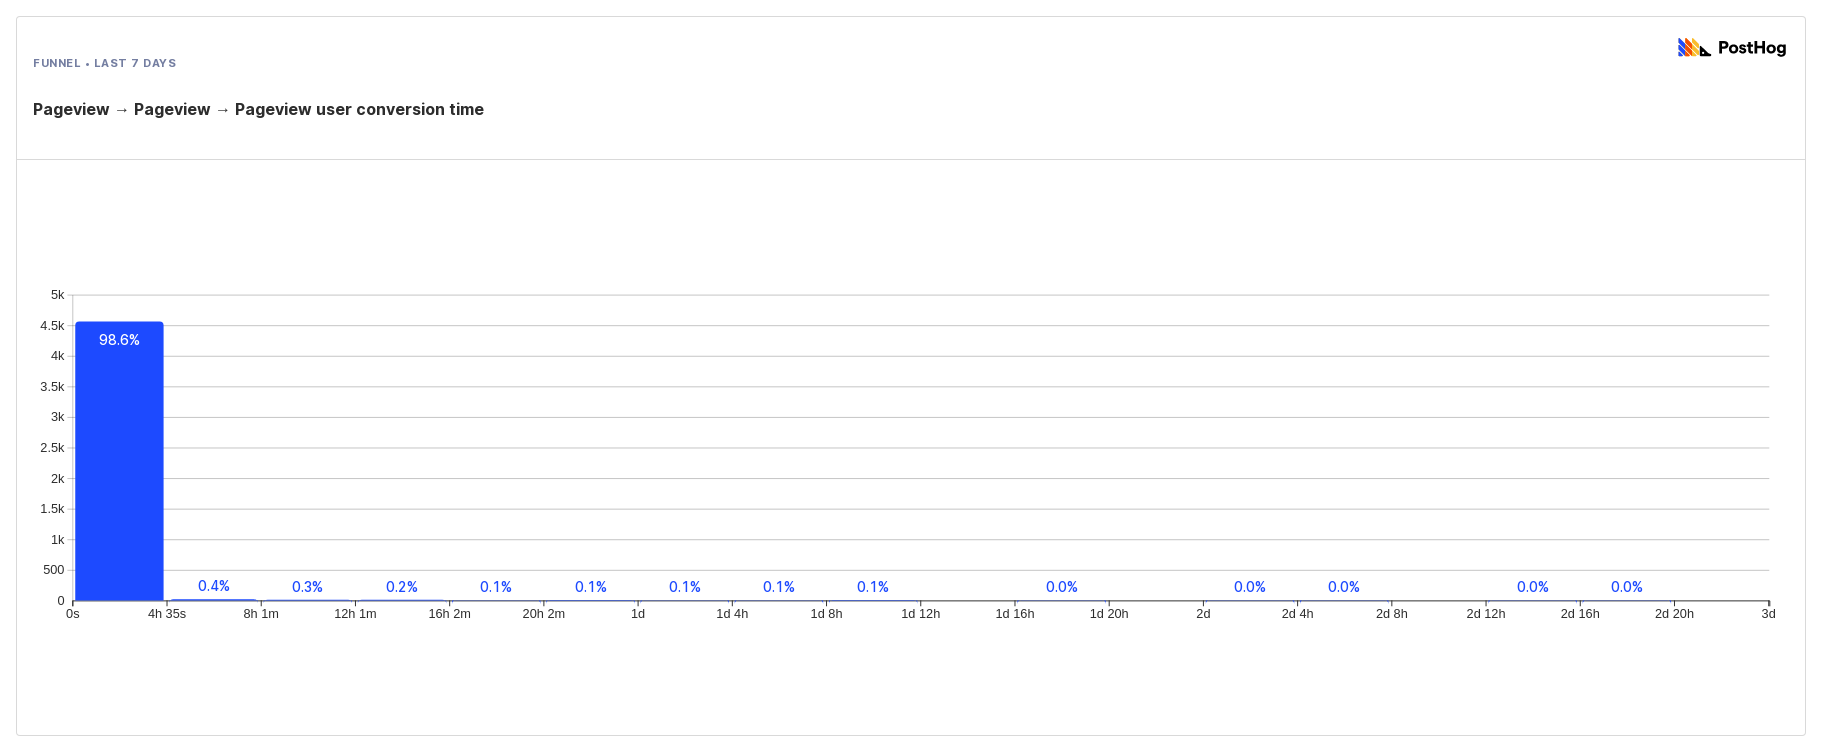 PostHog
FUNNEL • LAST 7 DAYS
Pageview → Pageview → Pageview user conversion time
5k
4.5k
4k
3.5k
3k
2.5k
2k
1.5k
1k
500
0
98.6%
0.4% 0.3% 0.2% 0.1% 0.1% 0.1% 0.1% 0.1% 0.0% 0.0% 0.0% 0.0% 0.0%
0s 4h 35s 8h 1m 12h 1m 16h 2m 20h 2m 1d 1d 4h 1d 8h 1d 12h 1d 16h 1d 20h 2d 2d 4h 2d 8h 2d 12h 2d 16h 2d 20h 3d